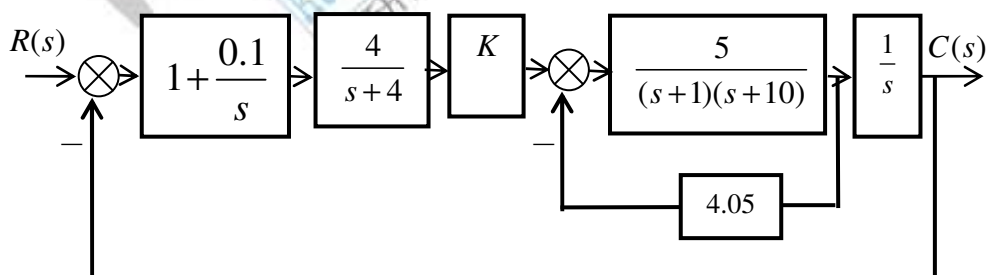 R(s)
1 + 0.1/s
4/(s+4)
K
5/((s+1)(s+10))
1/s
C(s)
−
−
4.05